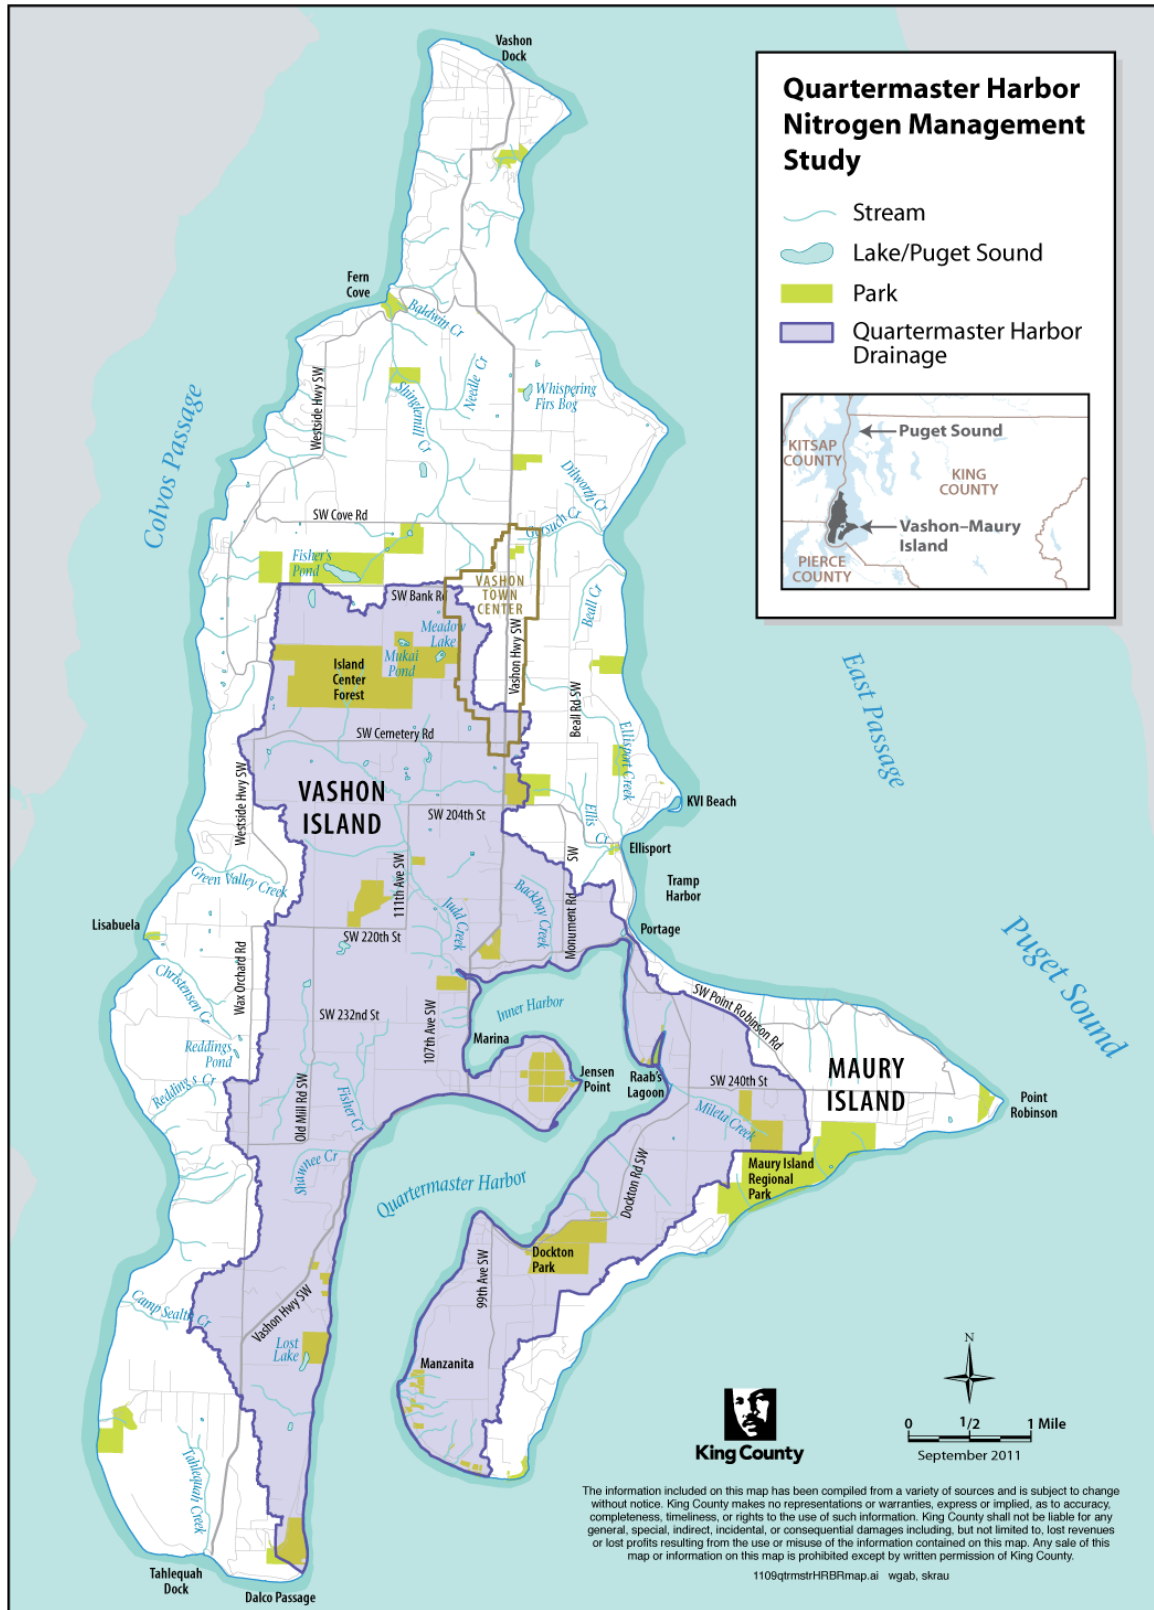 Vashon
Dock
Quartermaster Harbor
Nitrogen Management
Study
Stream
Lake/Puget Sound
Park
Quartermaster Harbor
Drainage
Puget Sound
KITSAP
COUNTY
KING
COUNTY
Vashon–Maury
Island
PIERCE
COUNTY
Fern
Cove
Baldwin Cr
Westside Hwy SW
Shinglemill Cr
Needle Cr
Whispering
Firs Bog
Colvos Passage
Dilworth Cr
SW Cove Rd
Gorsuch Cr
Fisher's
Pond
VASHON
TOWN
CENTER
SW Bank Rd
Beall Cr
Meadow
Lake
Mukai
Pond
Island
Center
Forest
Vashon Hwy SW
East Passage
Beall Rd SW
SW Cemetery Rd
Ellisport Creek
Westside Hwy SW
VASHON
ISLAND
KVI Beach
SW 204th St
Ellis
Cr
Ellisport
SW
Green Valley Creek
111th Ave SW
Tramp
Harbor
Backbay Creek
Judd Creek
Monument Rd
Lisabuela
Portage
SW 220th St
Puget Sound
Wax Orchard Rd
Christensen Cr
SW Point Robinson Rd
SW 232nd St
Inner Harbor
107th Ave SW
Marina
Reddings
Pond
Redding's Cr
Jensen
Point
Raab's
Lagoon
SW 240th St
MAURY
ISLAND
Point
Robinson
Old Mill Rd SW
Fisher Cr
Mileta Creek
Shawnee Cr
Maury Island
Regional
Park
Quartermaster Harbor
Dockton Rd SW
Dockton
Park
99th Ave SW
Camp Sealth Cr
Vashon Hwy SW
Lost
Lake
Manzanita
N
0 1/2 1 Mile
September 2011
King County
Tahlequah Creek
The information included on this map has been compiled from a variety of sources and is subject to change
without notice. King County makes no representations or warranties, express or implied, as to accuracy,
completeness, timeliness, or rights to the use of such information. King County shall not be liable for any
general, special, indirect, incidental, or consequential damages including, but not limited to, lost revenues
or lost profits resulting from the use or misuse of the information contained on this map. Any sale of this
map or information on this map is prohibited except by written permission of King County.
1109qtrmstrHRBRmap.ai wgab, skrau
Tahlequah
Dock
Dalco Passage